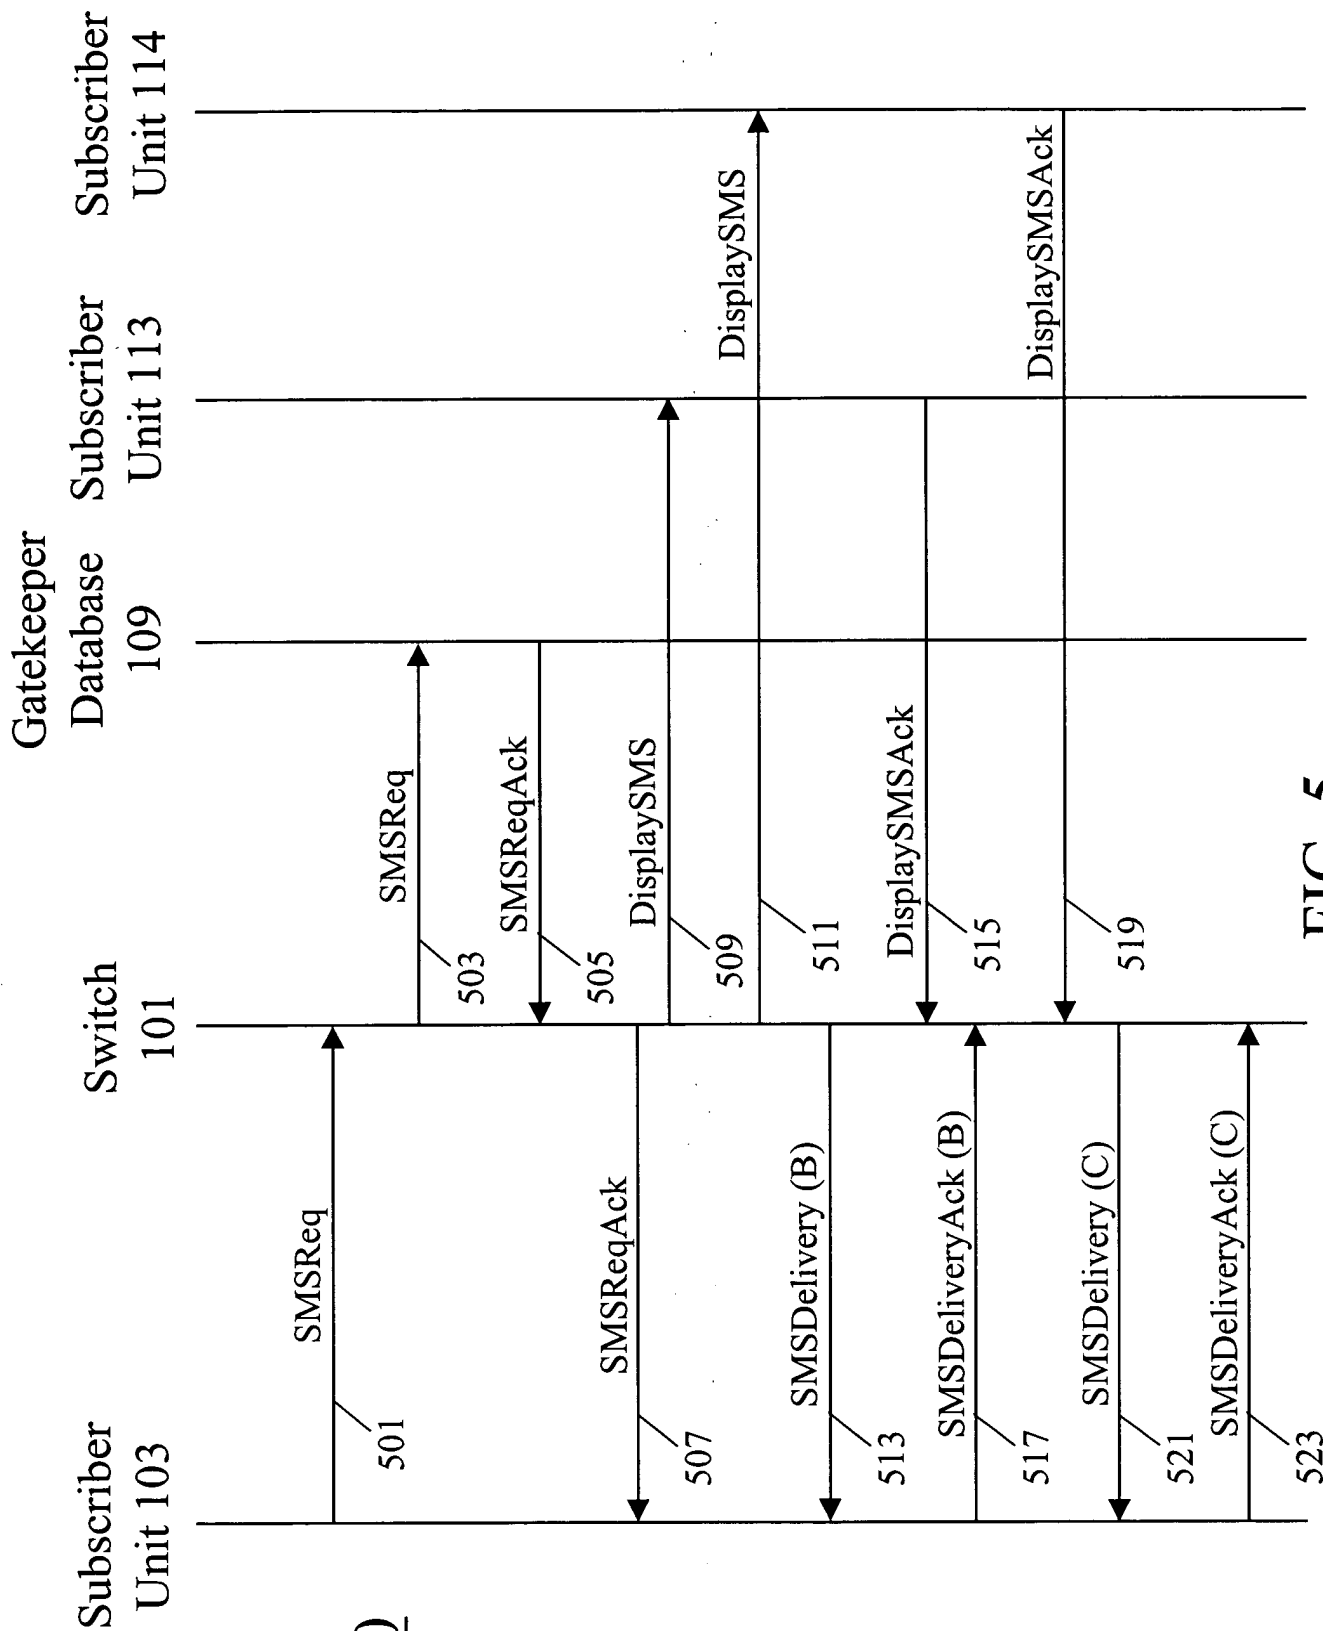 Subscriber
Unit 103
Switch
101
Gatekeeper
Database
109
Subscriber
Unit 113
Subscriber
Unit 114
SMSReq
501
SMSReq
503
SMSReqAck
505
SMSReqAck
507
DisplaySMS
509
DisplaySMS
511
SMSDelivery (B)
513
DisplaySMSAck
515
SMSDeliveryAck (B)
517
DisplaySMSAck
519
SMSDelivery (C)
521
SMSDeliveryAck (C)
523
FIG. 5